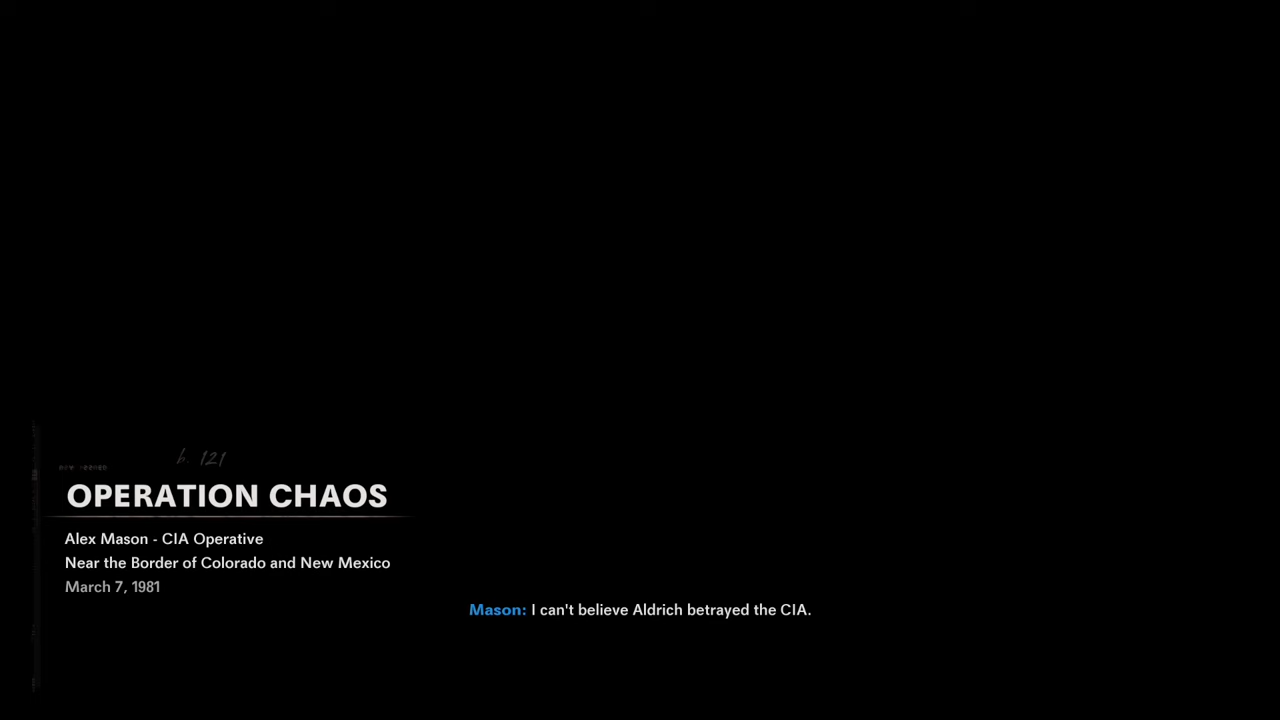 b. 121
OPERATION CHAOS
Alex Mason - CIA Operative
Near the Border of Colorado and New Mexico
March 7, 1981
Mason: I can't believe Aldrich betrayed the CIA.